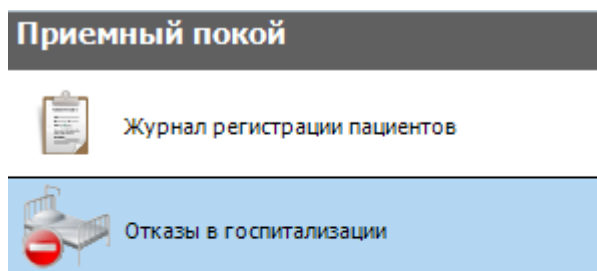 Приемный покой
Журнал регистрации пациентов
Отказы в госпитализации